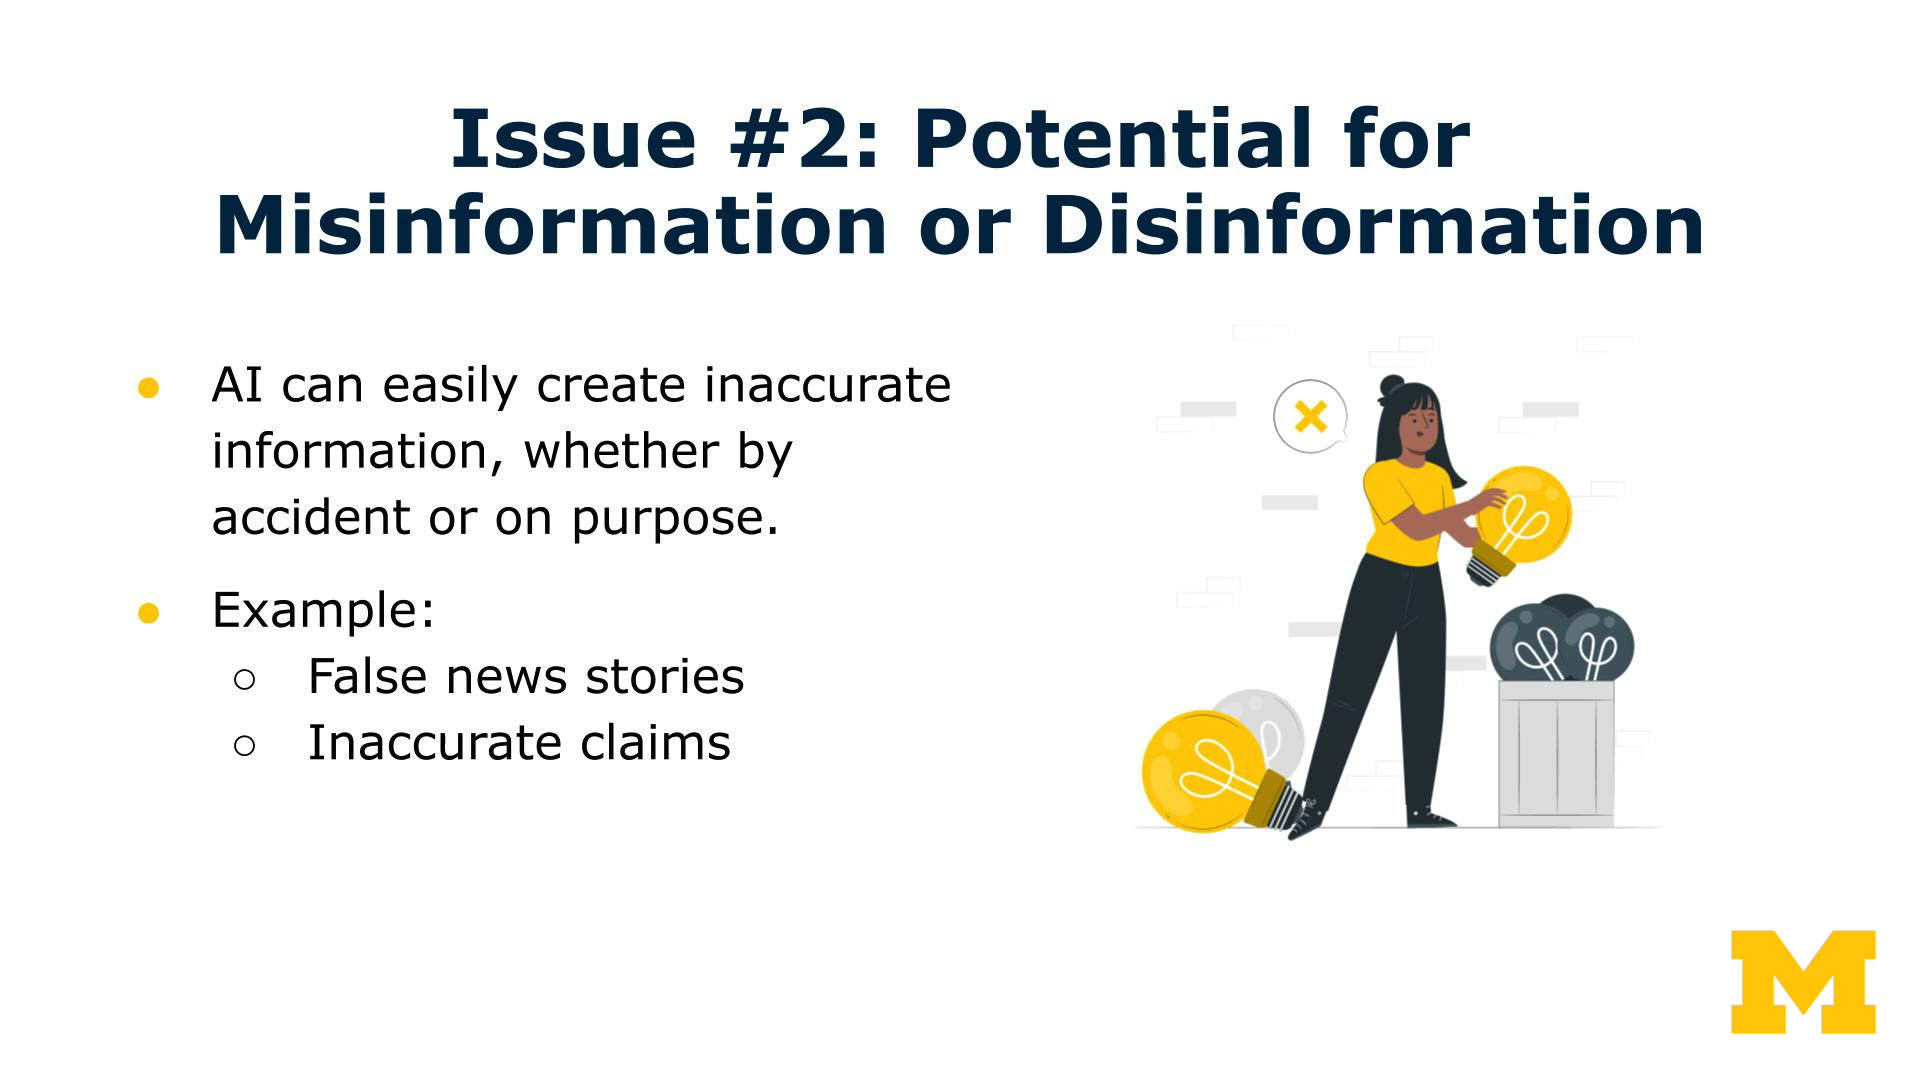 Issue #2: Potential for
Misinformation or Disinformation
● AI can easily create inaccurate
information, whether by
accident or on purpose.
● Example:
○ False news stories
○ Inaccurate claims
M